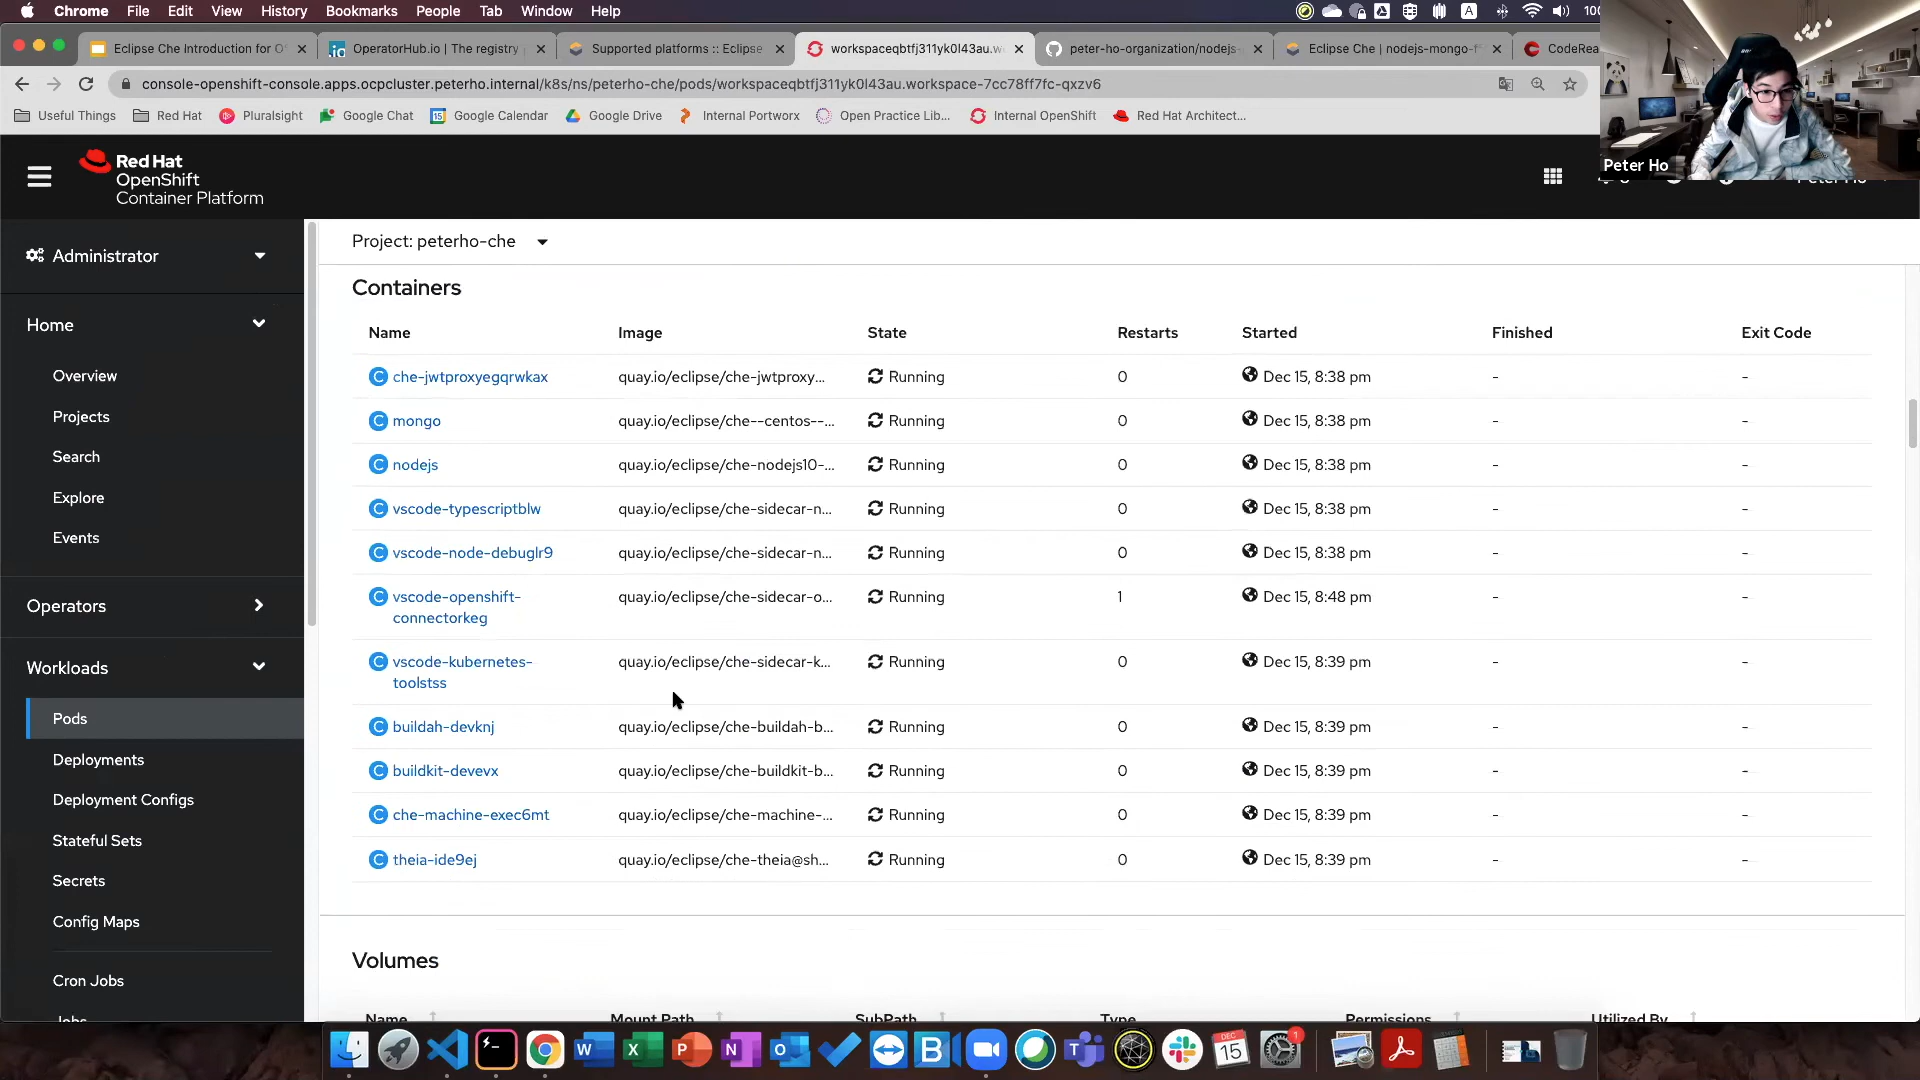 Chrome File Edit View History Bookmarks People Tab Window Help
Eclipse Che Introduction for O
OperatorHub.io | The registry
Supported platforms :: Eclipse
workspaceqbtfj311yk0l43au.w
peter-ho-organization/nodejs-
Eclipse Che | nodejs-mongo-f
CodeRea
console-openshift-console.apps.ocpcluster.peterho.internal/k8s/ns/peterho-che/pods/workspaceqbtfj311yk0l43au.workspace-7cc78ff7fc-qxzv6
Useful Things Red Hat Pluralsight Google Chat Google Calendar Google Drive Internal Portworx Open Practice Lib... Internal OpenShift Red Hat Architect...
Peter Ho
Red Hat
OpenShift
Container Platform
Administrator
Home
Overview
Projects
Search
Explore
Events
Operators
Workloads
Pods
Deployments
Deployment Configs
Stateful Sets
Secrets
Config Maps
Cron Jobs
Jobs
Project: peterho-che
Containers
Name Image State Restarts Started Finished Exit Code
C che-jwtproxyegqrwkax quay.io/eclipse/che-jwtproxy... Running 0 Dec 15, 8:38 pm - -
C mongo quay.io/eclipse/che--centos--... Running 0 Dec 15, 8:38 pm - -
C nodejs quay.io/eclipse/che-nodejs10-... Running 0 Dec 15, 8:38 pm - -
C vscode-typescriptblw quay.io/eclipse/che-sidecar-n... Running 0 Dec 15, 8:38 pm - -
C vscode-node-debuglr9 quay.io/eclipse/che-sidecar-n... Running 0 Dec 15, 8:38 pm - -
C vscode-openshift- quay.io/eclipse/che-sidecar-o... Running 1 Dec 15, 8:48 pm - -
connectorkeg
C vscode-kubernetes- quay.io/eclipse/che-sidecar-k... Running 0 Dec 15, 8:39 pm - -
toolstss
C buildah-devknj quay.io/eclipse/che-buildah-b... Running 0 Dec 15, 8:39 pm - -
C buildkit-devevx quay.io/eclipse/che-buildkit-b... Running 0 Dec 15, 8:39 pm - -
C che-machine-exec6mt quay.io/eclipse/che-machine-... Running 0 Dec 15, 8:39 pm - -
C theia-ide9ej quay.io/eclipse/che-theia@sh... Running 0 Dec 15, 8:39 pm - -
Volumes
Name Mount Path SubPath Type Permissions Utilized By
DEC
15
1